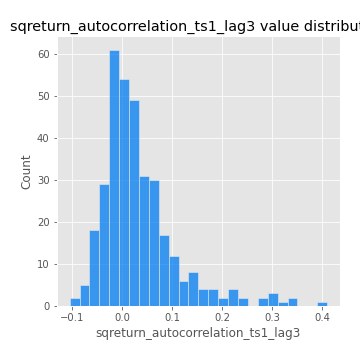 sqreturn_autocorrelation_ts1_lag3 value distribut
60
50
40
30
20
10
0
Count
−0.1 0.0 0.1 0.2 0.3 0.4
sqreturn_autocorrelation_ts1_lag3